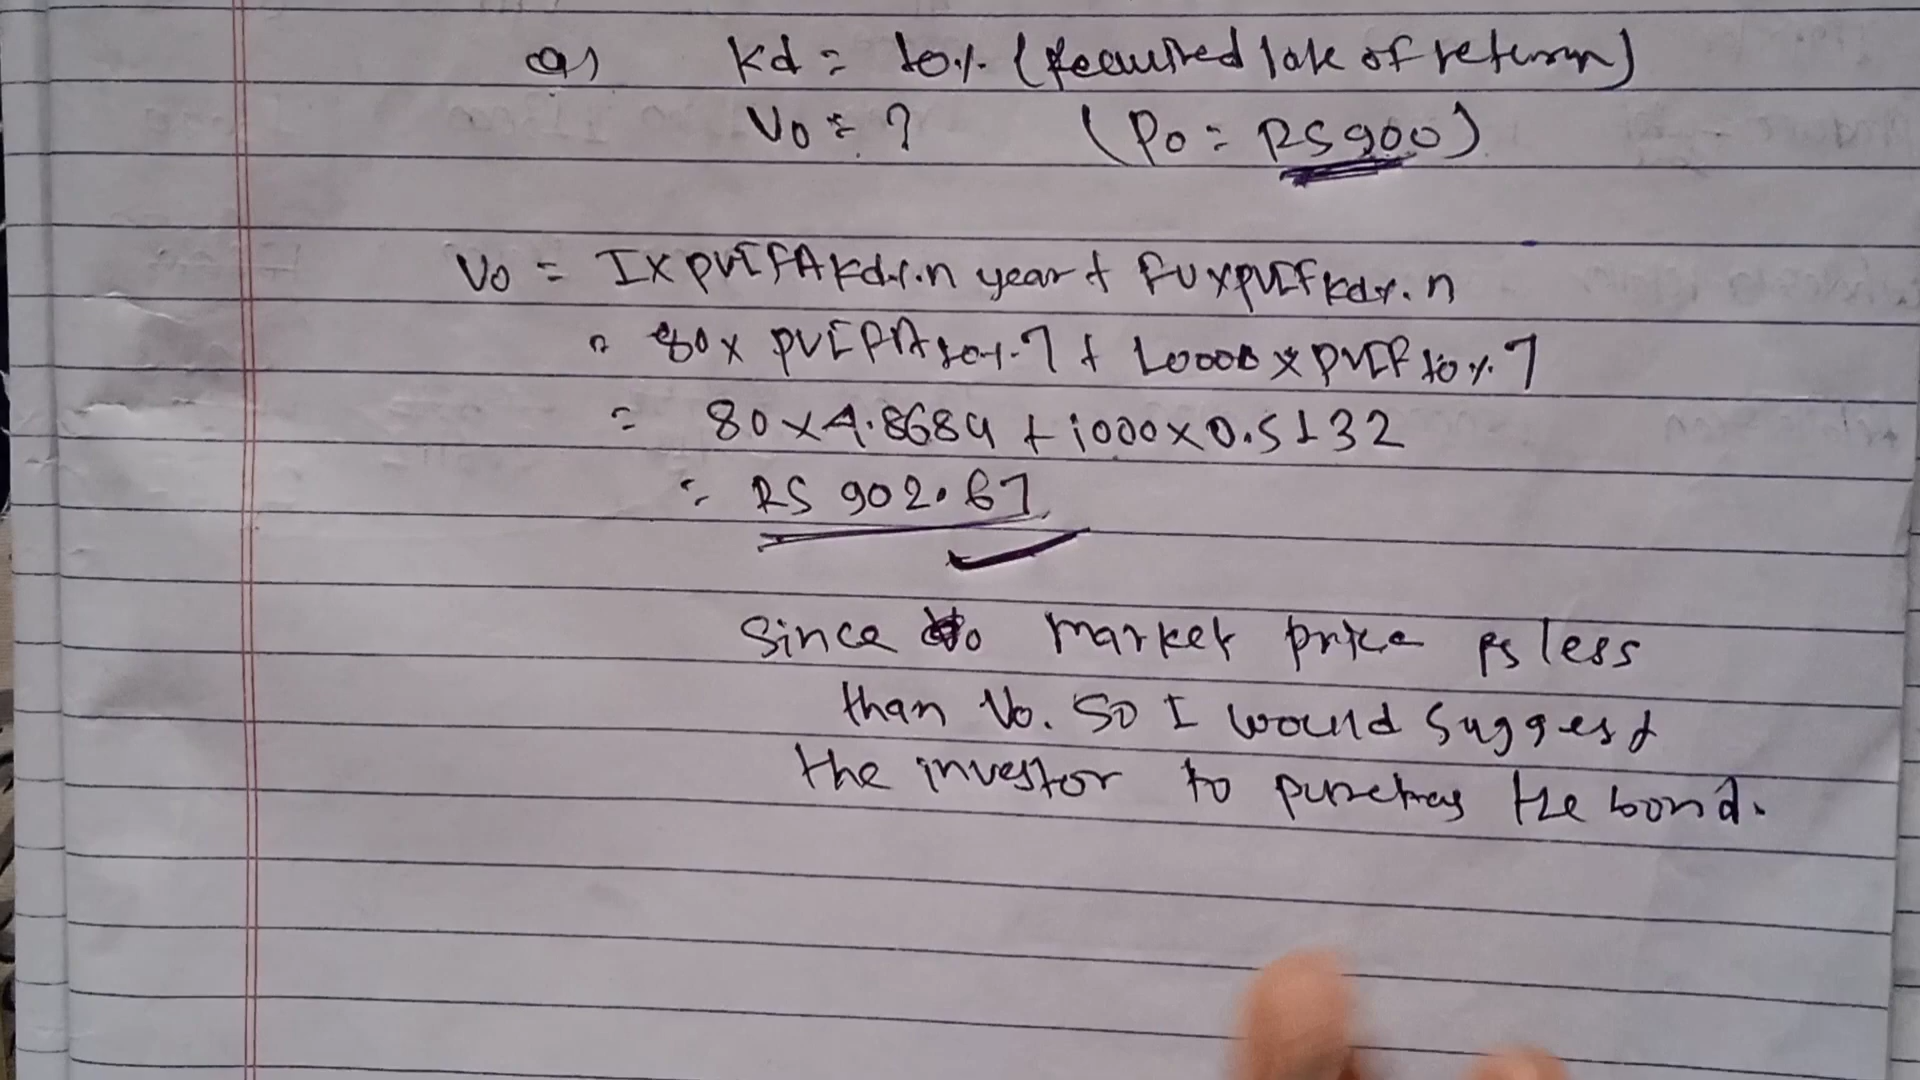 a) Kd = 10% (Required rate of return)
V0 = ? (P0 = RS 900)
V0 = I x PVIFA Kd%.n year + FV x PVIF Kd%.n
= 80 x PVIFA 10%.7 + 10000 x PVIF 10%.7
= 80 x 4.8684 + 1000 x 0.5132
= RS 902.67
Since market price is less
than V0. So I would suggest
the investor to purchas the bond.